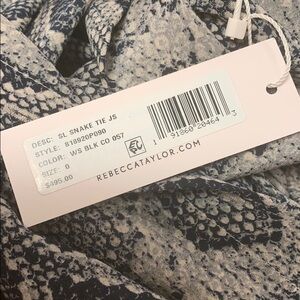 DESC: SL SNAKE TIE JS
STYLE: 818920P090
COLOR: WS BLK CO 057
SIZE: 0
$495.00
1 91860 20464 3
REBECCATAYLOR.COM